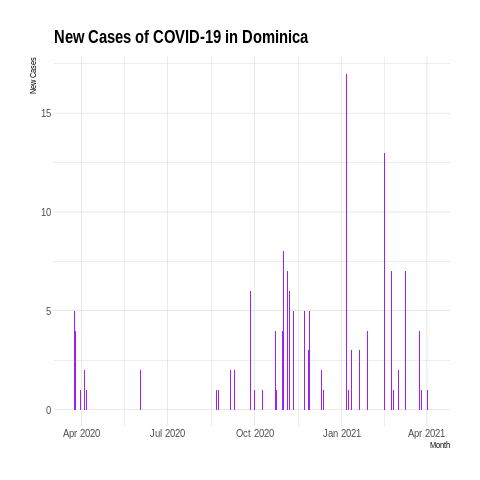 New Cases of COVID-19 in Dominica
New Cases
15
10
5
0
Apr 2020 Jul 2020 Oct 2020 Jan 2021 Apr 2021
Month